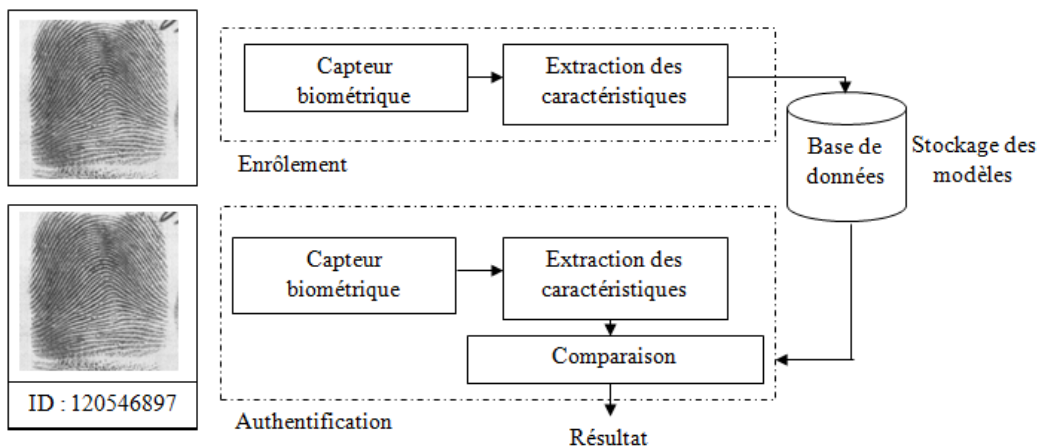 Capteur
biométrique
Extraction des
caractéristiques
Enrôlement
Base de
données
Stockage des
modèles
Capteur
biométrique
Extraction des
caractéristiques
Comparaison
ID : 120546897
Authentification
Résultat